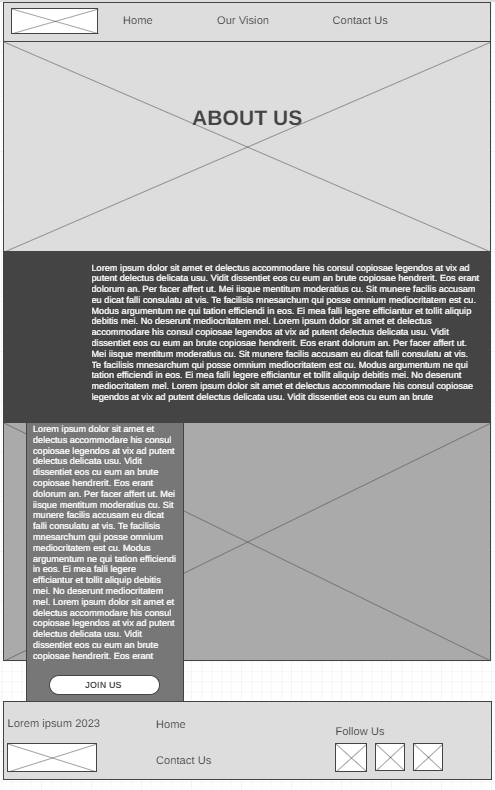 Home
Our Vision
Contact Us
ABOUT US
Lorem ipsum dolor sit amet et delectus accommodare his consul copiosae legendos at vix ad
putent delectus delicata usu. Vidit dissentiet eos cu eum an brute copiosae hendrerit. Eos erant
dolorum an. Per facer affert ut. Mei iisque mentitum moderatius cu. Sit munere facilis accusam
eu dicat falli consulatu at vis. Te facilisis mnesarchum qui posse omnium mediocritatem est cu.
Modus argumentum ne qui tation efficiendi in eos. Ei mea falli legere efficiantur et tollit aliquip
debitis mei. No deserunt mediocritatem mel. Lorem ipsum dolor sit amet et delectus
accommodare his consul copiosae legendos at vix ad putent delectus delicata usu. Vidit
dissentiet eos cu eum an brute copiosae hendrerit. Eos erant dolorum an. Per facer affert ut.
Mei iisque mentitum moderatius cu. Sit munere facilis accusam eu dicat falli consulatu at vis.
Te facilisis mnesarchum qui posse omnium mediocritatem est cu. Modus argumentum ne qui
tation efficiendi in eos. Ei mea falli legere efficiantur et tollit aliquip debitis mei. No deserunt
mediocritatem mel. Lorem ipsum dolor sit amet et delectus accommodare his consul copiosae
legendos at vix ad putent delectus delicata usu. Vidit dissentiet eos cu eum an brute
Lorem ipsum dolor sit amet et
delectus accommodare his consul
copiosae legendos at vix ad putent
delectus delicata usu. Vidit
dissentiet eos cu eum an brute
copiosae hendrerit. Eos erant
dolorum an. Per facer affert ut. Mei
iisque mentitum moderatius cu. Sit
munere facilis accusam eu dicat
falli consulatu at vis. Te facilisis
mnesarchum qui posse omnium
mediocritatem est cu. Modus
argumentum ne qui tation efficiendi
in eos. Ei mea falli legere
efficiantur et tollit aliquip debitis
mei. No deserunt mediocritatem
mel. Lorem ipsum dolor sit amet et
delectus accommodare his consul
copiosae legendos at vix ad putent
delectus delicata usu. Vidit
dissentiet eos cu eum an brute
copiosae hendrerit. Eos erant
JOIN US
Lorem ipsum 2023
Home
Follow Us
Contact Us